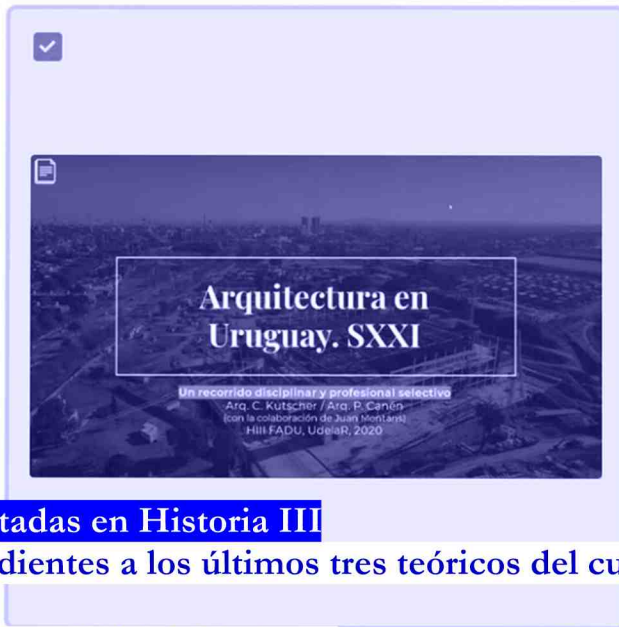 Arquitectura en
Uruguay. SXXI
Un recorrido disciplinar y profesional selectivo
Arq. C. Kutscher / Arq. P. Canén
(con la colaboración de Juan Montans)
HIII FADU, UdelaR, 2020
tadas en Historia III
dientes a los últimos tres teóricos del cu